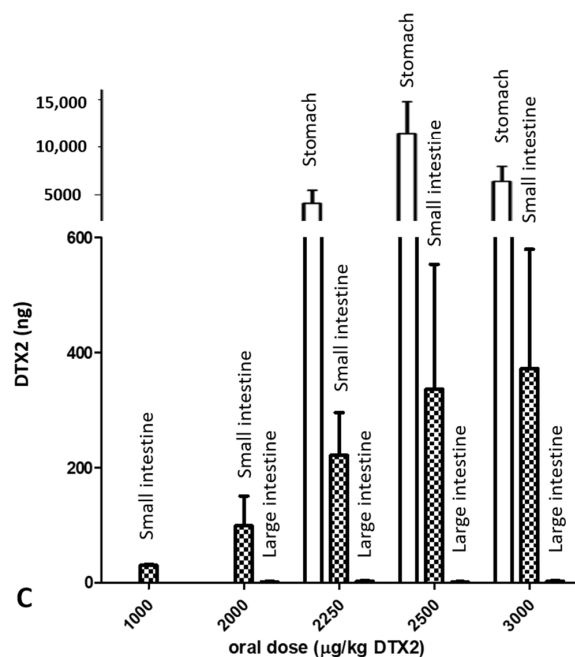 Stomach
Stomach
Stomach
Small intestine
Small intestine
15,000
10,000
5000
600
400
200
0
DTX2 (ng)
Small intestine
Small intestine
Small intestine
Large intestine
Large intestine
Large intestine
Large intestine
C
1000
2000
2250
2500
3000
oral dose (µg/kg DTX2)